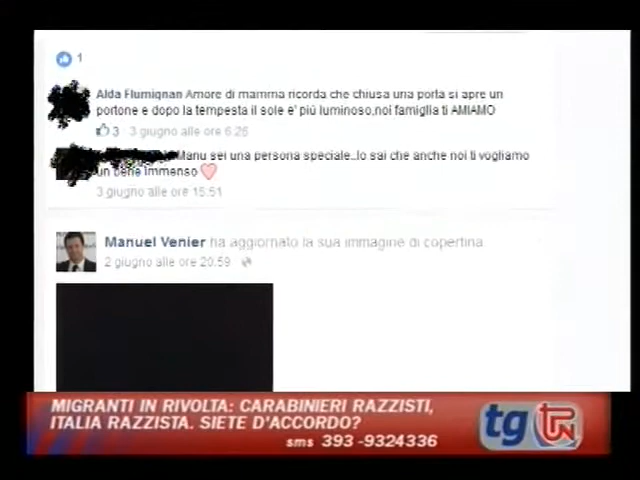 1
Alda Flumignan Amore di mamma ricorda che chiusa una porta si apre un
portone e dopo la tempesta il sole e' più luminoso,noi famiglia ti AMIAMO
3 3 giugno alle ore 6.26
Manu sei una persona speciale..lo sai che anche noi ti vogliamo
un bene immenso
3 giugno alle ore 15:51
Manuel Venier ha aggiornato la sua immagine di copertina
2 giugno alle ore 20.59
MIGRANTI IN RIVOLTA: CARABINIERI RAZZISTI,
ITALIA RAZZISTA. SIETE D'ACCORDO?
sms 393 -9324336
tg TPN